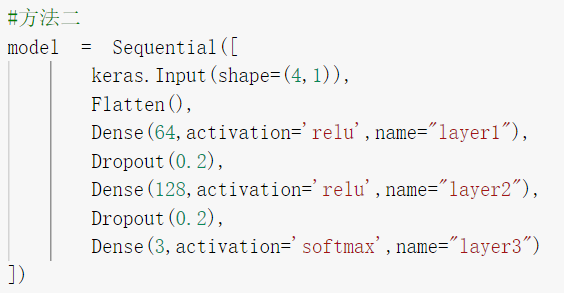 #方法二
model = Sequential([
keras.Input(shape=(4,1)),
Flatten(),
Dense(64,activation='relu',name="layer1"),
Dropout(0.2),
Dense(128,activation='relu',name="layer2"),
Dropout(0.2),
Dense(3,activation='softmax',name="layer3")
])